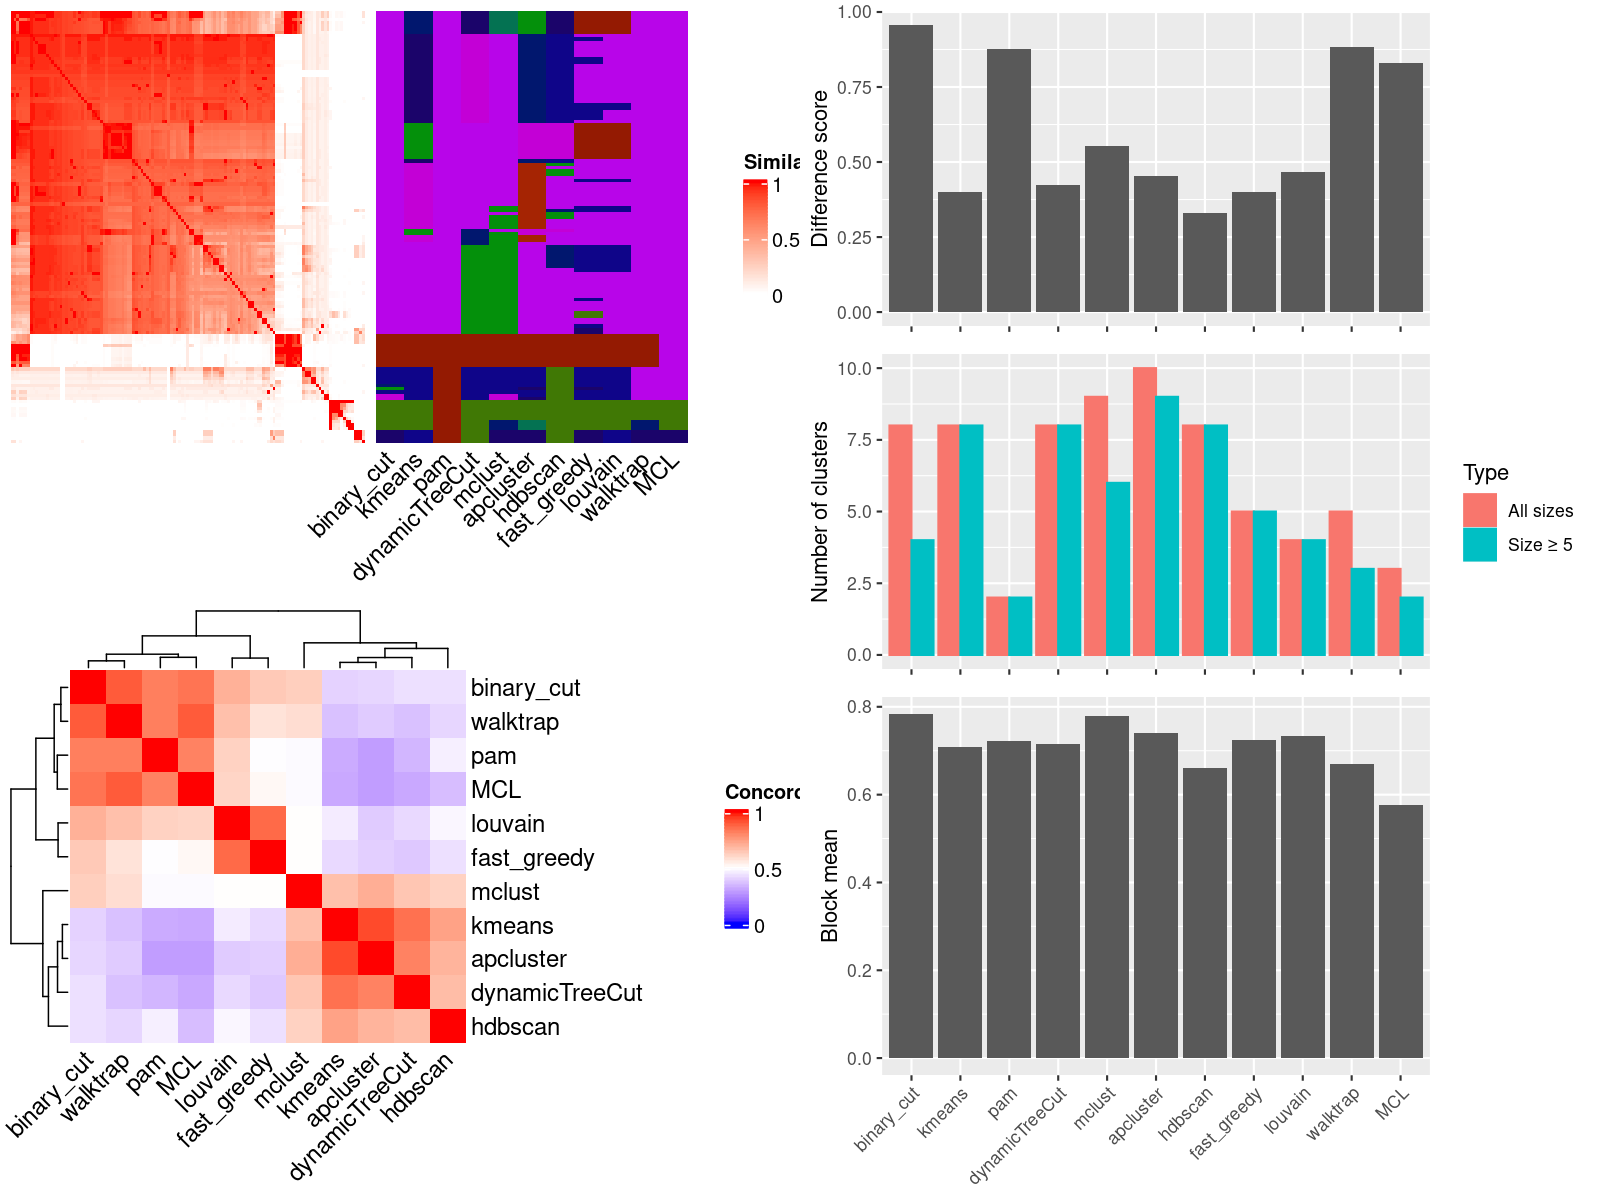 Simila
1
0.5
0
binary_cut
kmeans
pam
dynamicTreeCut
mclust
apcluster
hdbscan
fast_greedy
louvain
walktrap
MCL
binary_cut
walktrap
pam
MCL
louvain
fast_greedy
mclust
kmeans
apcluster
dynamicTreeCut
hdbscan
binary_cut
walktrap
pam
MCL
louvain
fast_greedy
mclust
kmeans
apcluster
dynamicTreeCut
hdbscan
Concord
1
0.5
0
Difference score
1.00
0.75
0.50
0.25
0.00
Number of clusters
10.0
7.5
5.0
2.5
0.0
Type
All sizes
Size ≥ 5
Block mean
0.8
0.6
0.4
0.2
0.0
binary_cut
kmeans
pam
dynamicTreeCut
mclust
apcluster
hdbscan
fast_greedy
louvain
walktrap
MCL